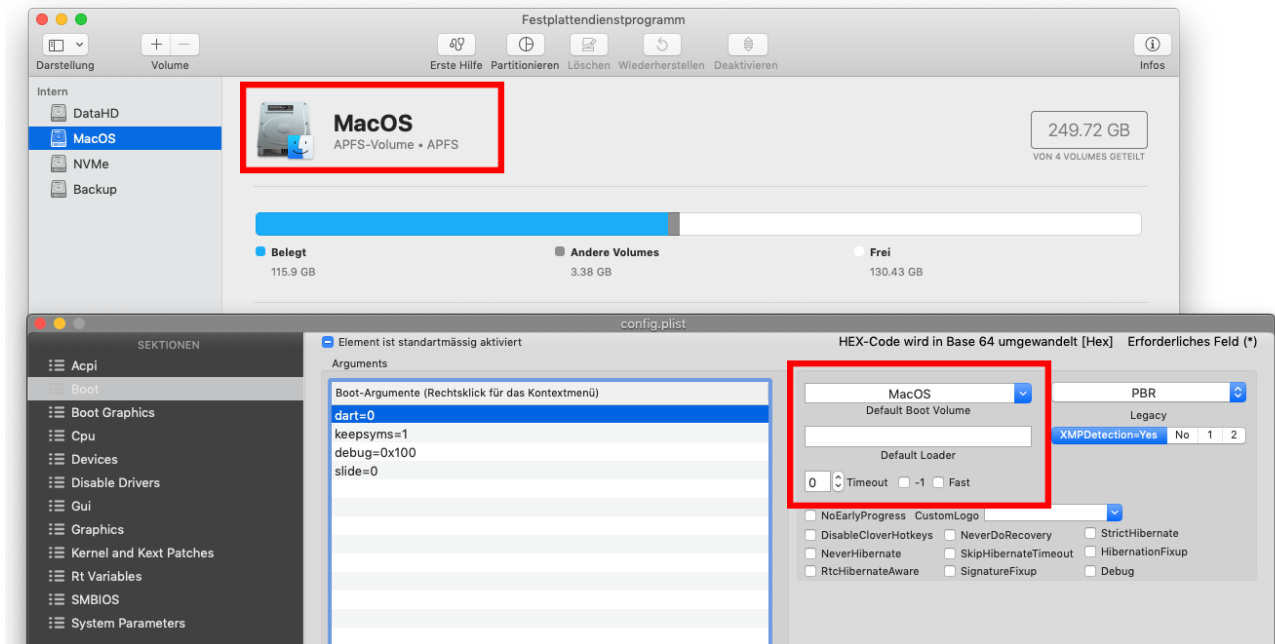 Festplattendienstprogramm
Darstellung Volume Erste Hilfe Partitionieren Löschen Wiederherstellen Deaktivieren Infos
Intern
DataHD
MacOS
NVMe
Backup
MacOS
APFS-Volume • APFS
249.72 GB
VON 4 VOLUMES GETEILT
Belegt
115.9 GB
Andere Volumes
3.38 GB
Frei
130.43 GB
config.plist
SEKTIONEN
Acpi
Boot
Boot Graphics
Cpu
Devices
Disable Drivers
Gui
Graphics
Kernel and Kext Patches
Rt Variables
SMBIOS
System Parameters
Element ist standartmässig aktiviert
HEX-Code wird in Base 64 umgewandelt [Hex] Erforderliches Feld (*)
Arguments
Boot-Argumente (Rechtsklick für das Kontextmenü)
dart=0
keepsyms=1
debug=0x100
slide=0
MacOS
Default Boot Volume
Default Loader
0 Timeout -1 Fast
PBR
Legacy
XMPDetection=Yes No 1 2
NoEarlyProgress CustomLogo
DisableCloverHotkeys NeverDoRecovery StrictHibernate
NeverHibernate SkipHibernateTimeout HibernationFixup
RtcHibernateAware SignatureFixup Debug